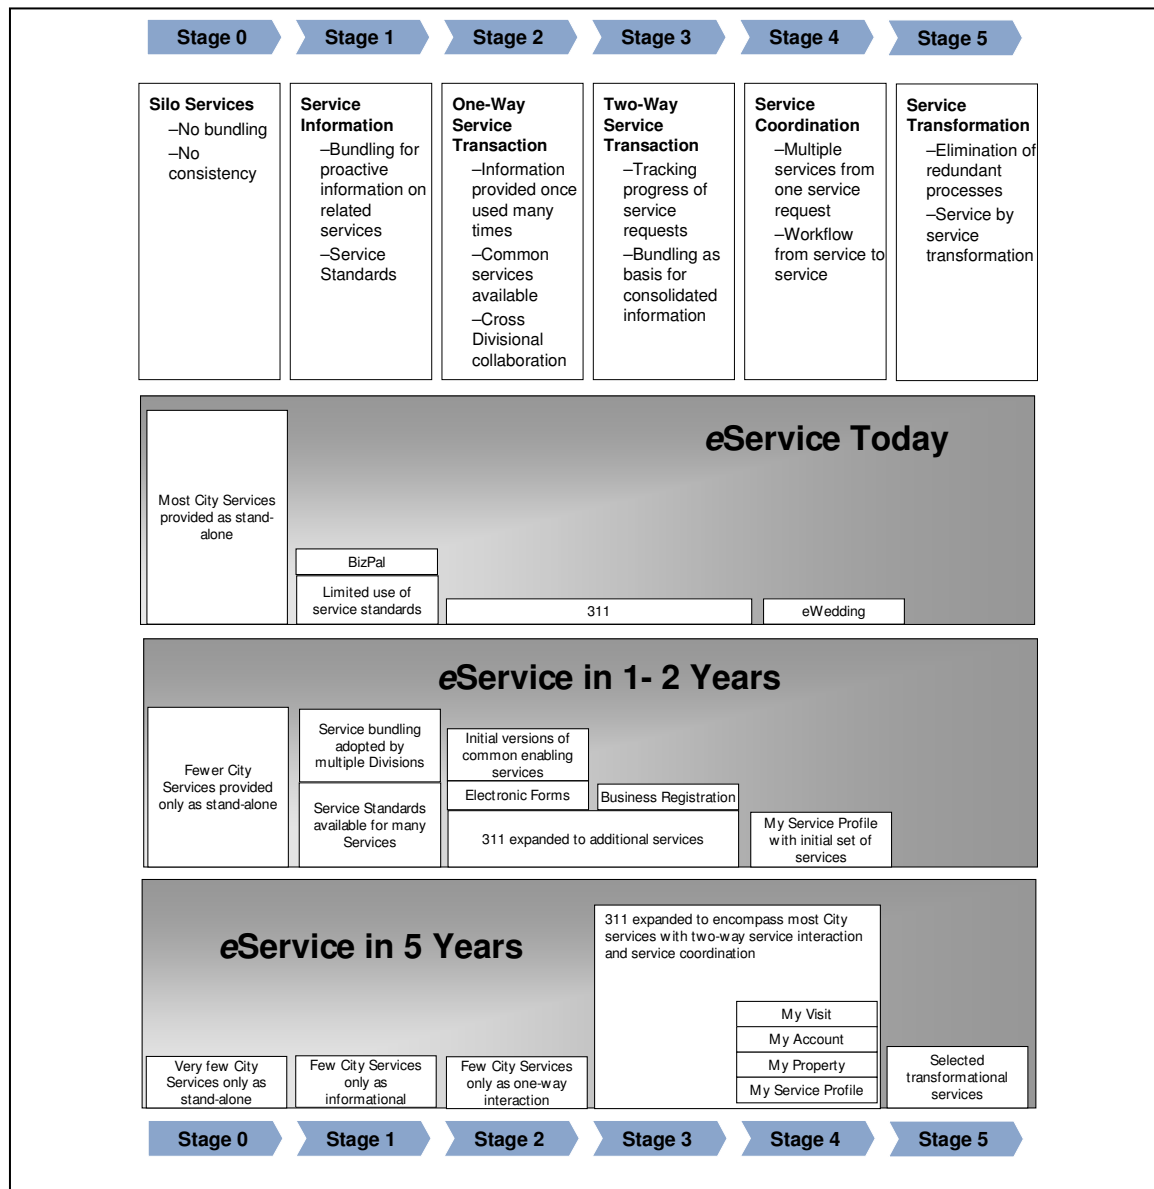 Stage 0
Stage 1
Stage 2
Stage 3
Stage 4
Stage 5
Silo Services
–No bundling
–No
consistency
Service
Information
–Bundling for
proactive
information on
related
services
–Service
Standards
One-Way
Service
Transaction
–Information
provided once
used many
times
–Common
services
available
–Cross
Divisional
collaboration
Two-Way
Service
Transaction
–Tracking
progress of
service
requests
–Bundling as
basis for
consolidated
information
Service
Coordination
–Multiple
services from
one service
request
–Workflow
from service to
service
Service
Transformation
–Elimination of
redundant
processes
–Service by
service
transformation
eService Today
Most City Services
provided as stand-
alone
BizPal
Limited use of
service standards
311
eWedding
eService in 1- 2 Years
Fewer City
Services provided
only as stand-alone
Service bundling
adopted by
multiple Divisions
Service Standards
available for many
Services
Initial versions of
common enabling
services
Electronic Forms
Business Registration
311 expanded to additional services
My Service Profile
with initial set of
services
eService in 5 Years
311 expanded to encompass most City
services with two-way service interaction
and service coordination
My Visit
My Account
My Property
My Service Profile
Very few City
Services only as
stand-alone
Few City Services
only as
informational
Few City Services
only as one-way
interaction
Selected
transformational
services
Stage 0
Stage 1
Stage 2
Stage 3
Stage 4
Stage 5